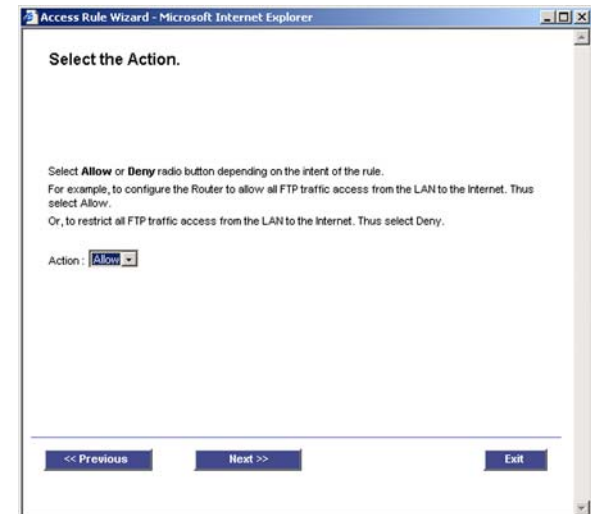 Access Rule Wizard - Microsoft Internet Explorer
Select the Action.
Select Allow or Deny radio button depending on the intent of the rule.
For example, to configure the Router to allow all FTP traffic access from the LAN to the Internet. Thus
select Allow.
Or, to restrict all FTP traffic access from the LAN to the Internet. Thus select Deny.
Action : Allow
<< Previous
Next >>
Exit